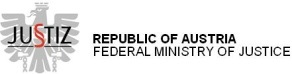 JUSTIZ
REPUBLIC OF AUSTRIA
FEDERAL MINISTRY OF JUSTICE